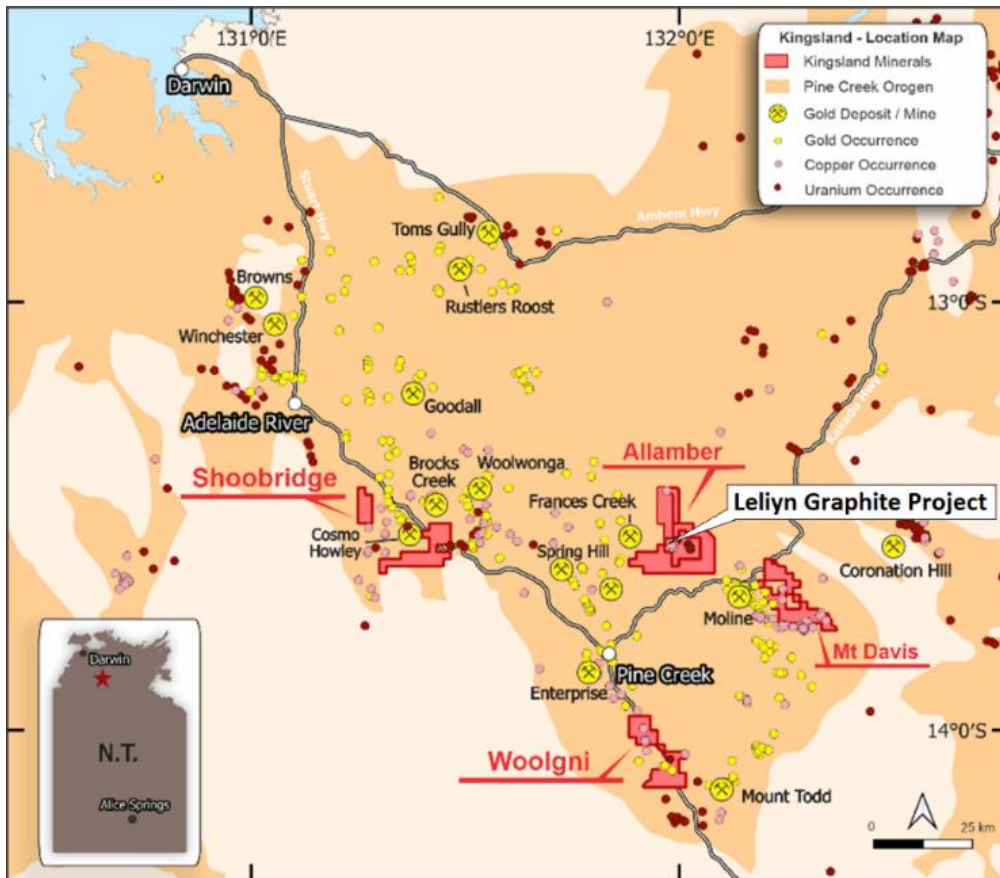 131°0'E
132°0'E
Kingsland - Location Map
Kingsland Minerals
Pine Creek Orogen
Gold Deposit / Mine
Gold Occurrence
Copper Occurrence
Uranium Occurrence
Darwin
Stuart Hwy
Arnhem Hwy
Toms Gully
Rustlers Roost
Browns
Winchester
13°0'S
Kakadu Hwy
Goodall
Adelaide River
Shoobridge
Brocks
Creek
Woolwonga
Allamber
Frances Creek
Leliyn Graphite Project
Cosmo
Howley
Spring Hill
Coronation Hill
Moline
Mt Davis
Pine Creek
Enterprise
Woolgni
14°0'S
Mount Todd
Darwin
N.T.
Alice Springs
0
25 km